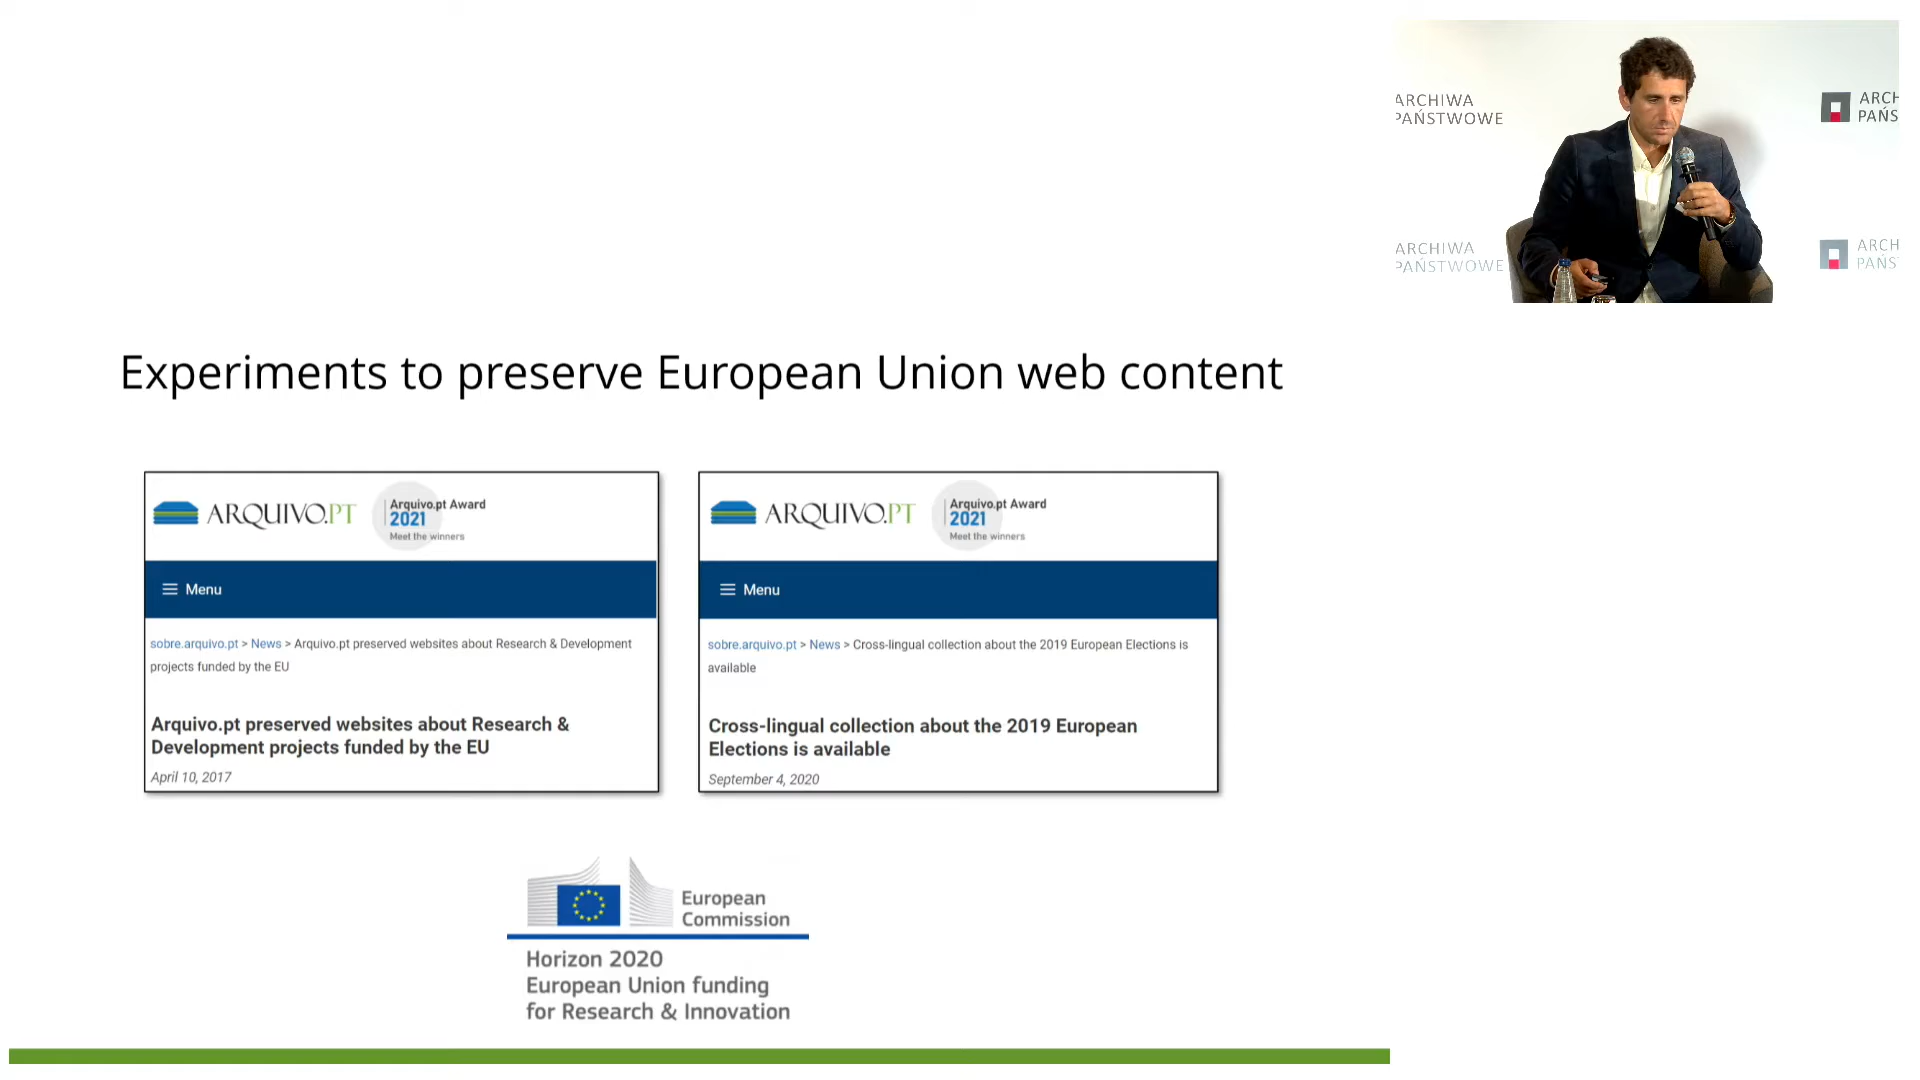 ARCHIWA
PAŃSTWOWE
ARCH
PAŃS
ARCHIWA
PAŃSTWOWE
ARCH
PAŃS
Experiments to preserve European Union web content
ARQUIVO.PT
Arquivo.pt Award
2021
Meet the winners
Menu
sobre.arquivo.pt > News > Arquivo.pt preserved websites about Research & Development
projects funded by the EU
Arquivo.pt preserved websites about Research &
Development projects funded by the EU
April 10, 2017
ARQUIVO.PT
Arquivo.pt Award
2021
Meet the winners
Menu
sobre.arquivo.pt > News > Cross-lingual collection about the 2019 European Elections is
available
Cross-lingual collection about the 2019 European
Elections is available
September 4, 2020
European
Commission
Horizon 2020
European Union funding
for Research & Innovation